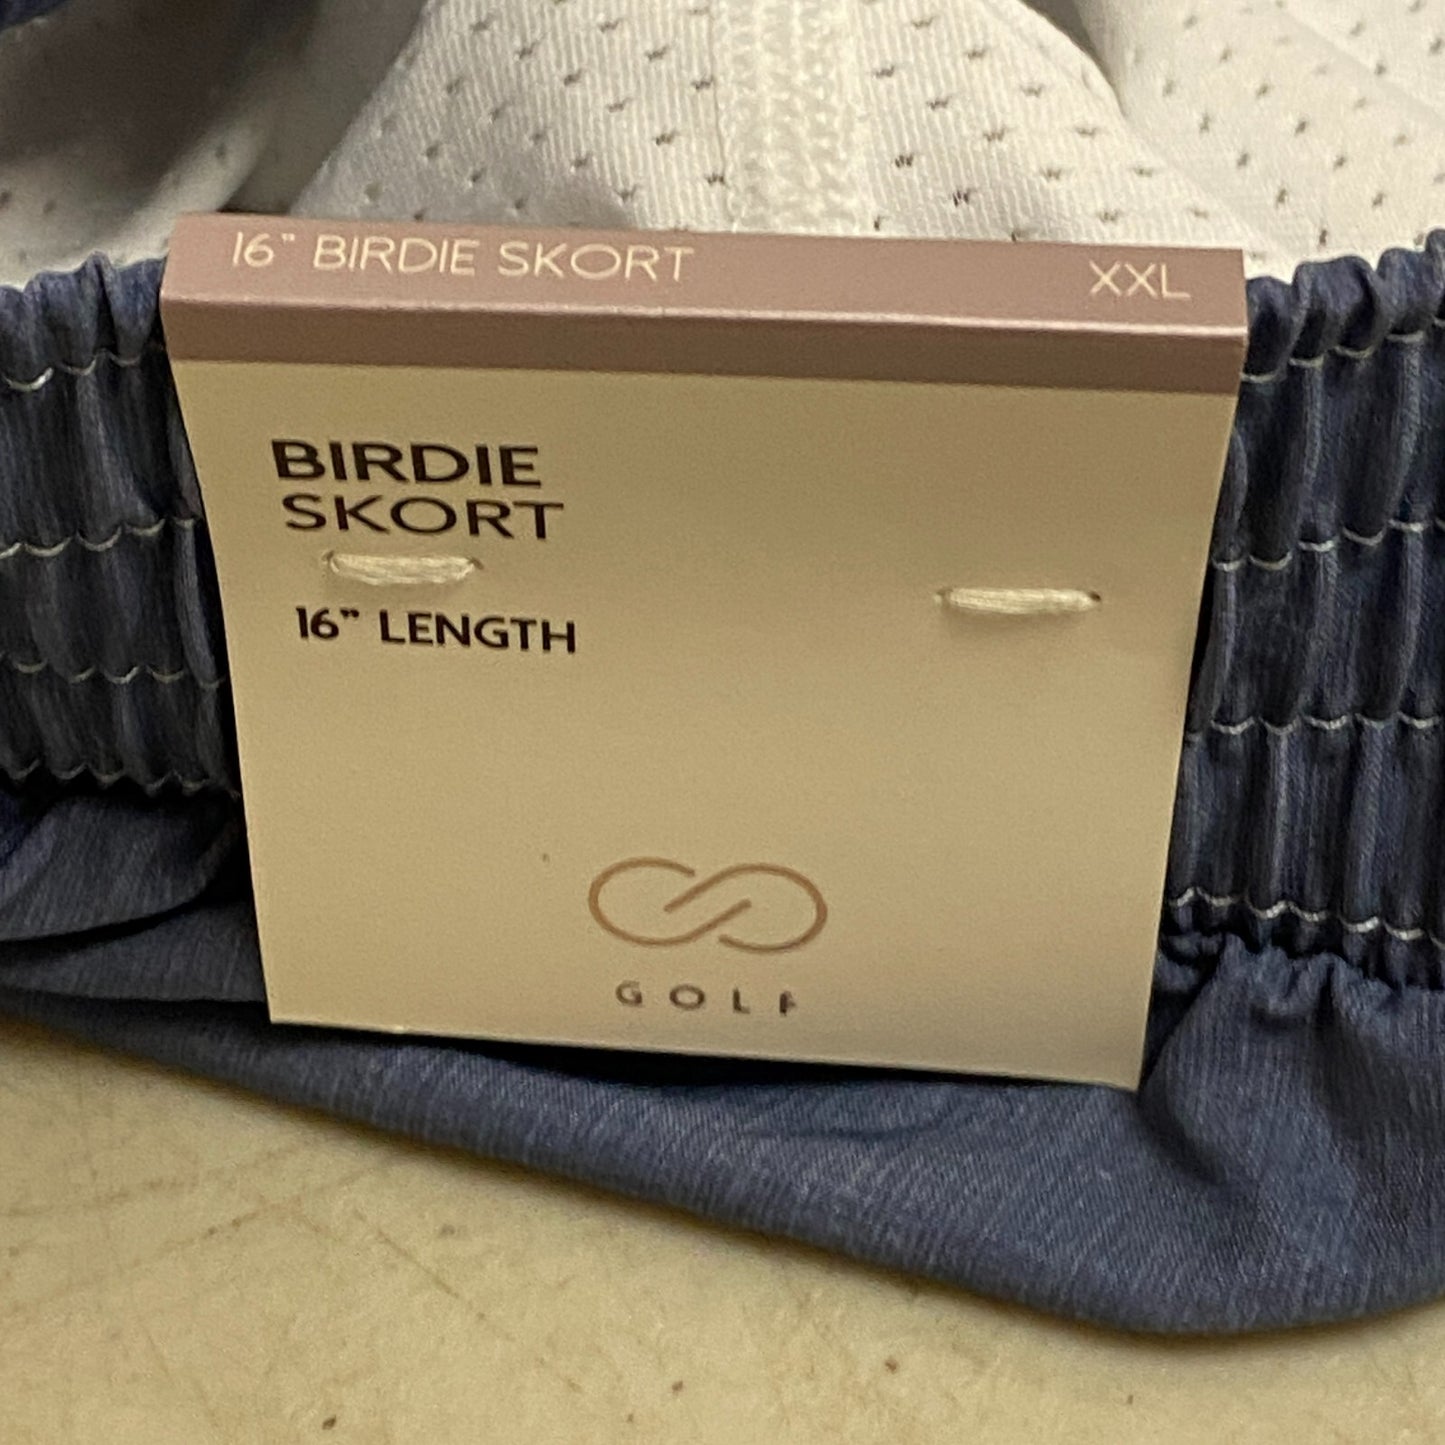 16" BIRDIE SKORT XXL
BIRDIE
SKORT
16” LENGTH
GOLF